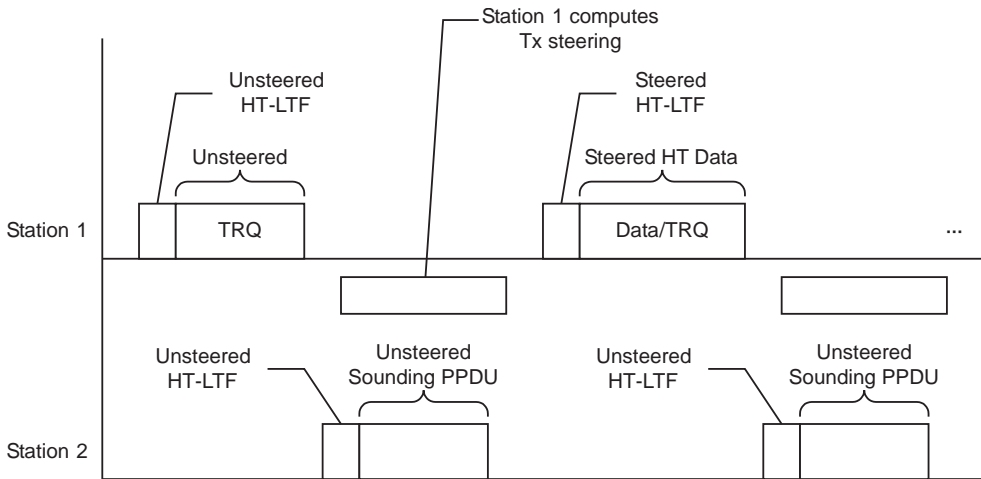 Station 1 computes
Tx steering
Unsteered
HT-LTF
Steered
HT-LTF
Unsteered
Steered HT Data
Station 1
TRQ
Data/TRQ
...
Unsteered
HT-LTF
Unsteered
Sounding PPDU
Unsteered
HT-LTF
Unsteered
Sounding PPDU
Station 2